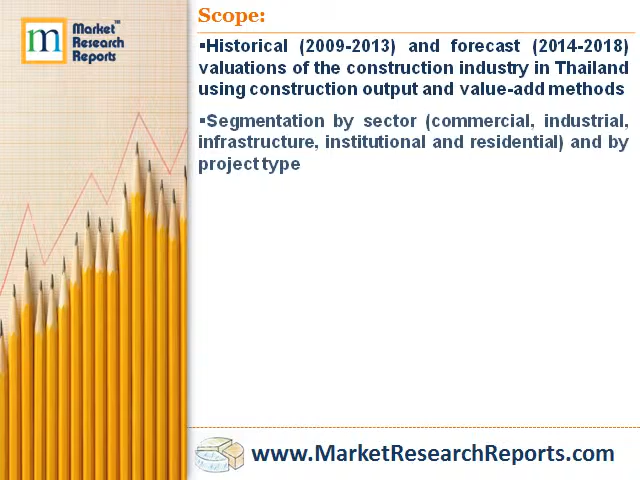 Market™
Research
Reports
m
Scope:
▪Historical (2009-2013) and forecast (2014-2018)
valuations of the construction industry in Thailand
using construction output and value-add methods
▪Segmentation by sector (commercial, industrial,
infrastructure, institutional and residential) and by
project type
www.MarketResearchReports.com